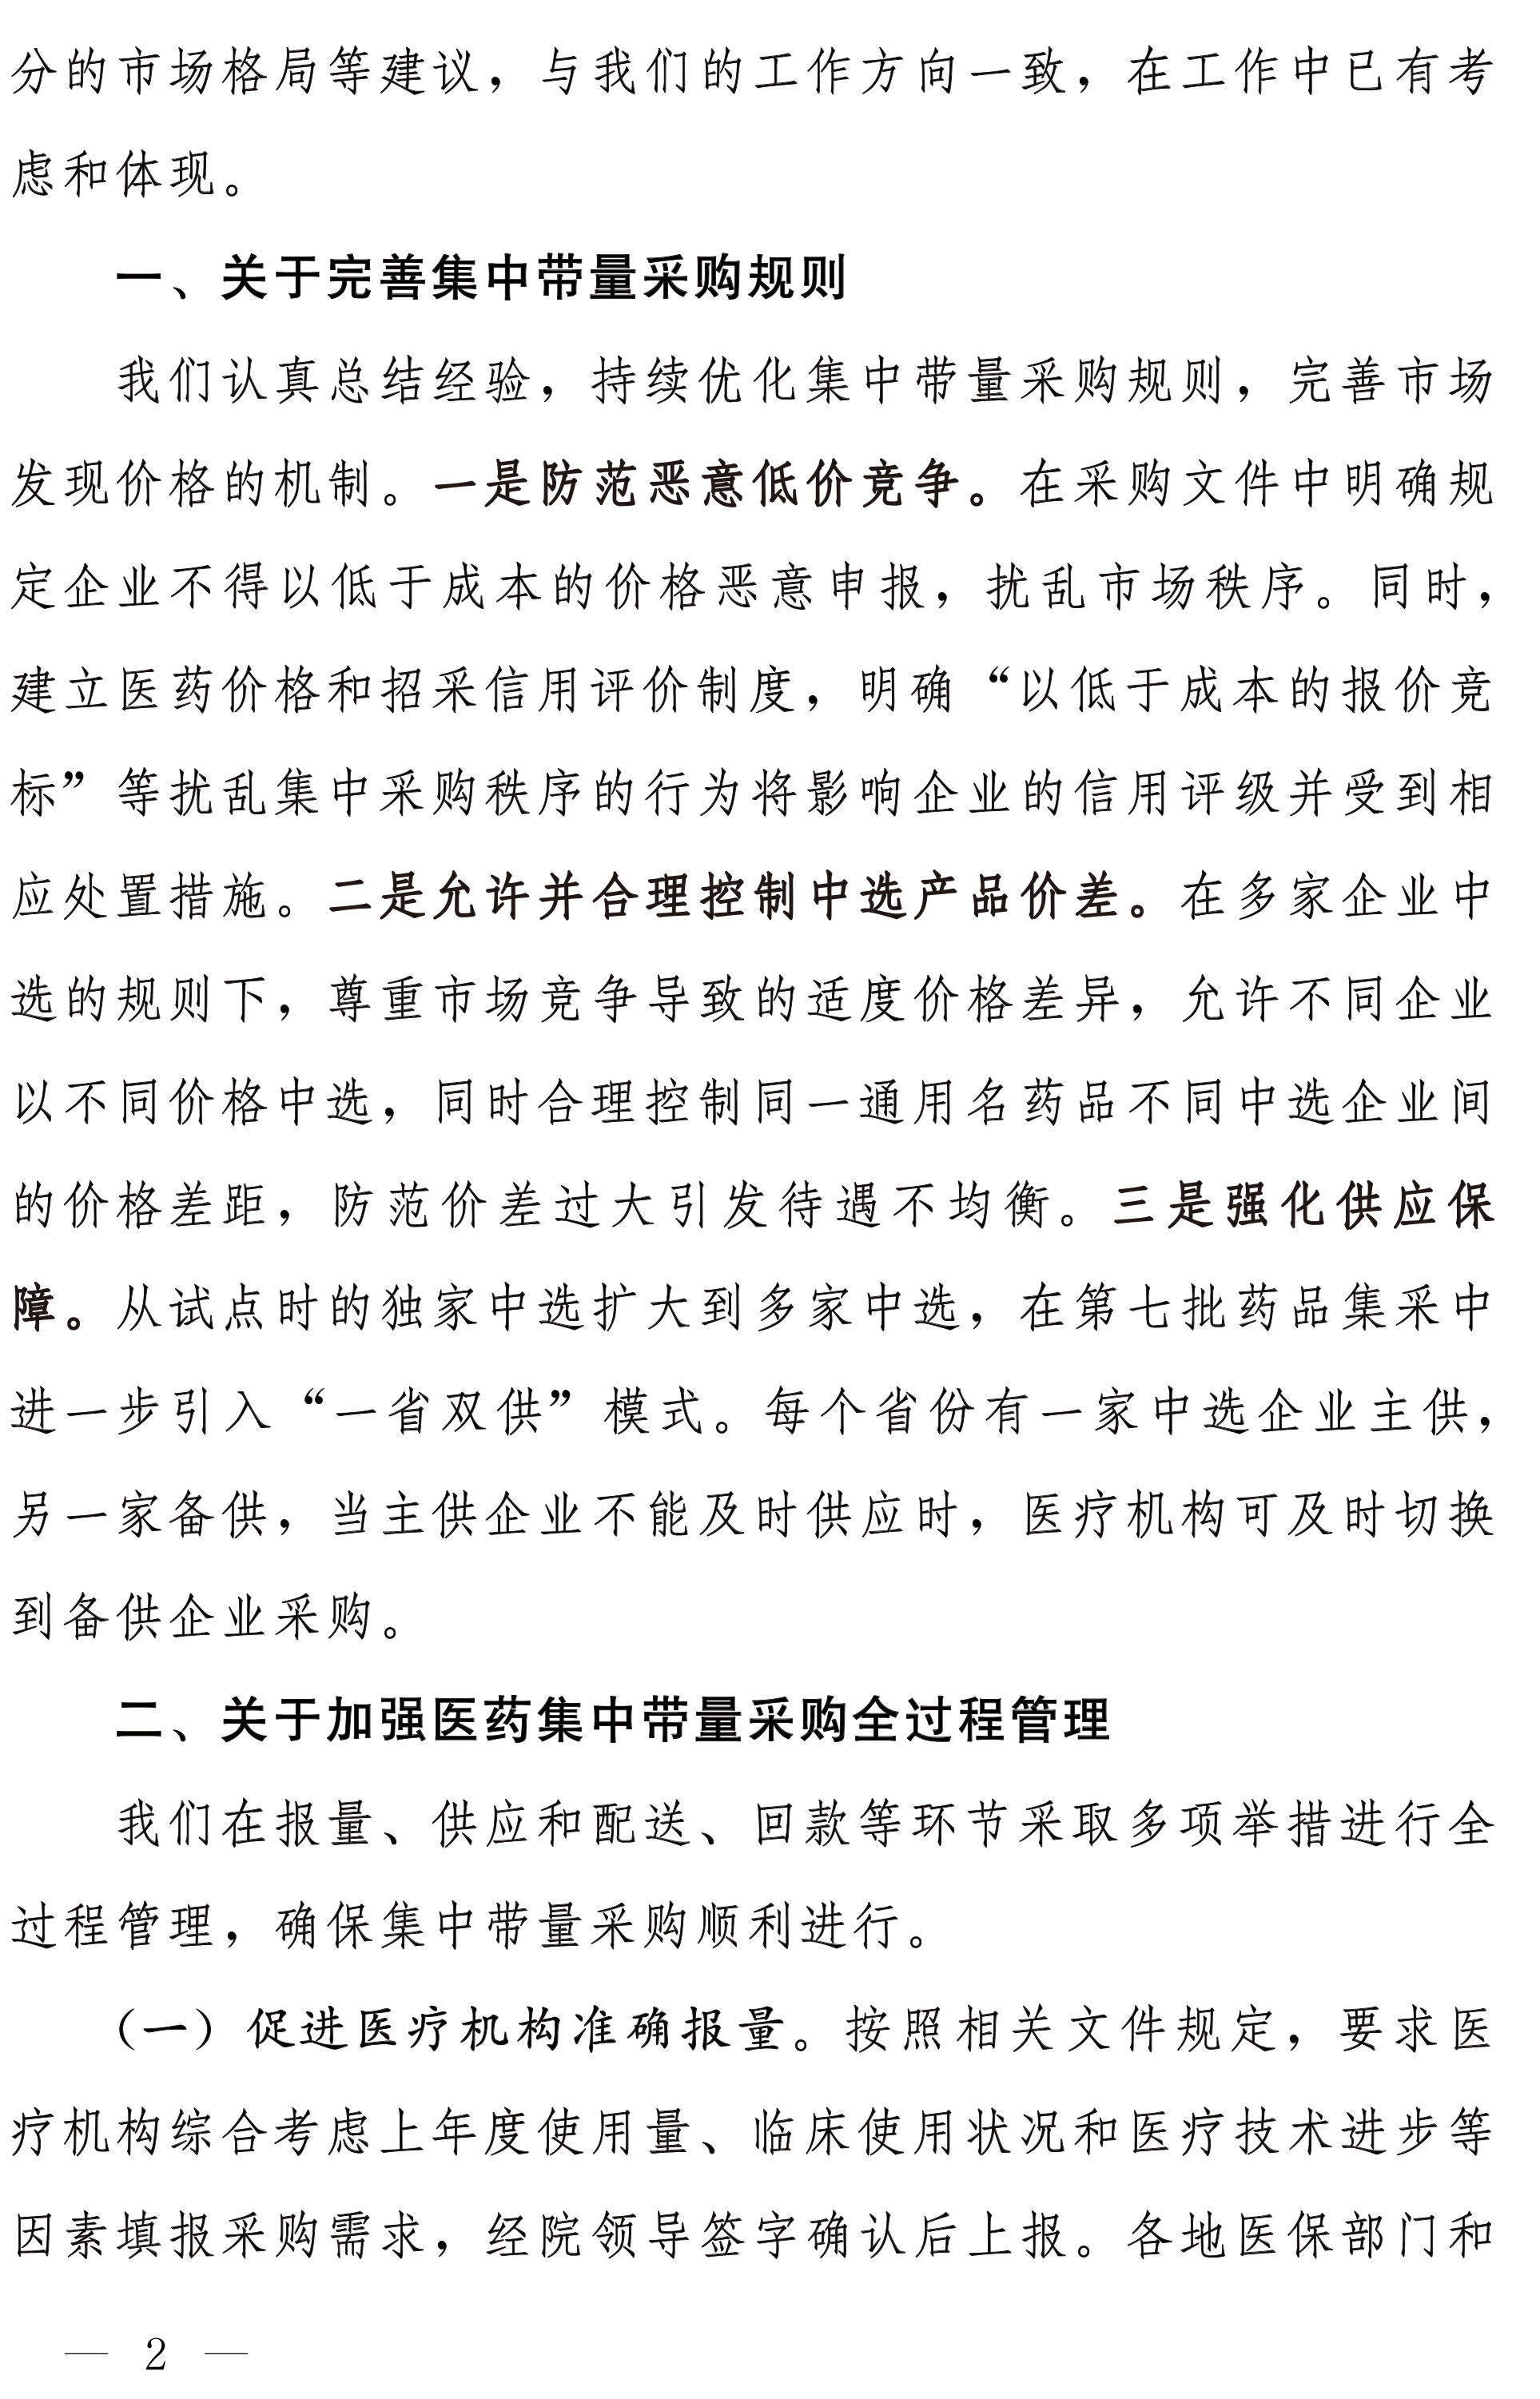 分的市场格局等建议，与我们的工作方向一致，在工作中已有考
虑和体现。
一、关于完善集中带量采购规则
我们认真总结经验，持续优化集中带量采购规则，完善市场
发现价格的机制。一是防范恶意低价竞争。在采购文件中明确规
定企业不得以低于成本的价格恶意申报，扰乱市场秩序。同时，
建立医药价格和招采信用评价制度，明确“以低于成本的报价竞
标”等扰乱集中采购秩序的行为将影响企业的信用评级并受到相
应处置措施。二是允许并合理控制中选产品价差。在多家企业中
选的规则下，尊重市场竞争导致的适度价格差异，允许不同企业
以不同价格中选，同时合理控制同一通用名药品不同中选企业间
的价格差距，防范价差过大引发待遇不均衡。三是强化供应保
障。从试点时的独家中选扩大到多家中选，在第七批药品集采中
进一步引入“一省双供”模式。每个省份有一家中选企业主供，
另一家备供，当主供企业不能及时供应时，医疗机构可及时切换
到备供企业采购。
二、关于加强医药集中带量采购全过程管理
我们在报量、供应和配送、回款等环节采取多项举措进行全
过程管理，确保集中带量采购顺利进行。
（一）促进医疗机构准确报量。按照相关文件规定，要求医
疗机构综合考虑上年度使用量、临床使用状况和医疗技术进步等
因素填报采购需求，经院领导签字确认后上报。各地医保部门和
— 2 —